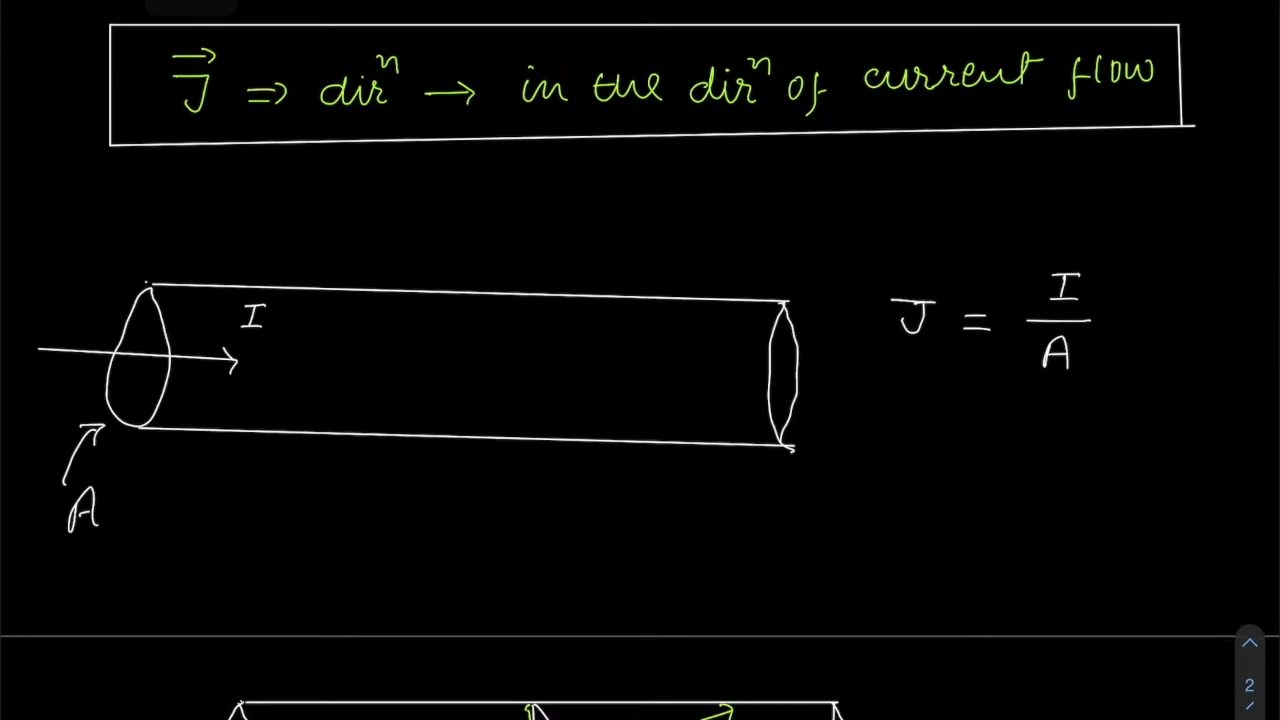 J⃗ ⇒ dirⁿ → in the dirⁿ of current flow
I
J = I / A
A
2